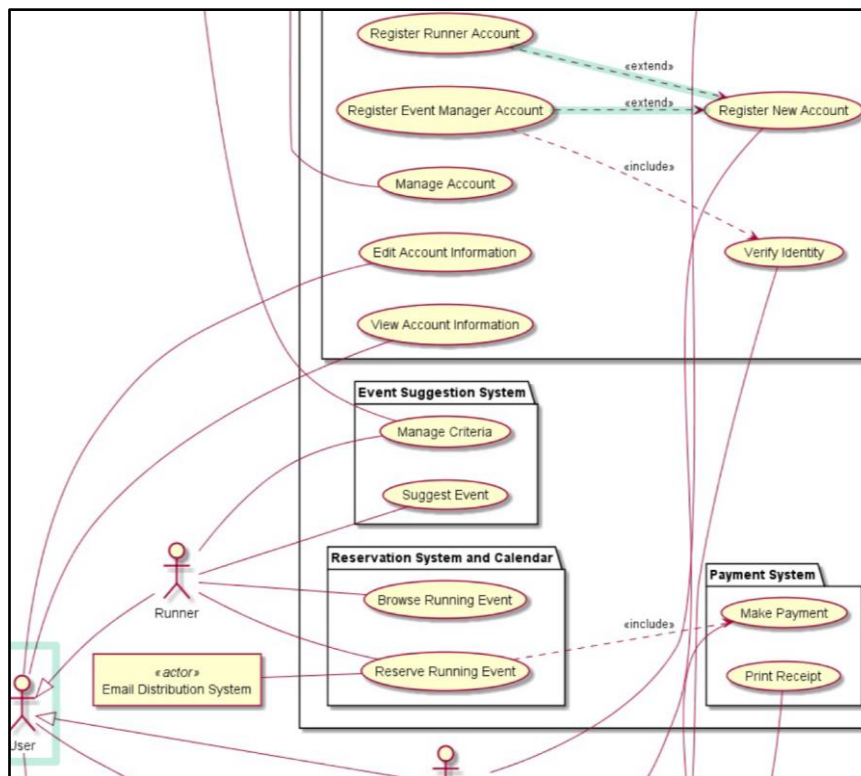 Register Runner Account
«extend»
Register Event Manager Account
«extend»
Register New Account
«include»
Manage Account
Edit Account Information
Verify Identity
View Account Information
Event Suggestion System
Manage Criteria
Suggest Event
Reservation System and Calendar
Payment System
Runner
Browse Running Event
Make Payment
«include»
«actor»
Email Distribution System
Reserve Running Event
Print Receipt
User